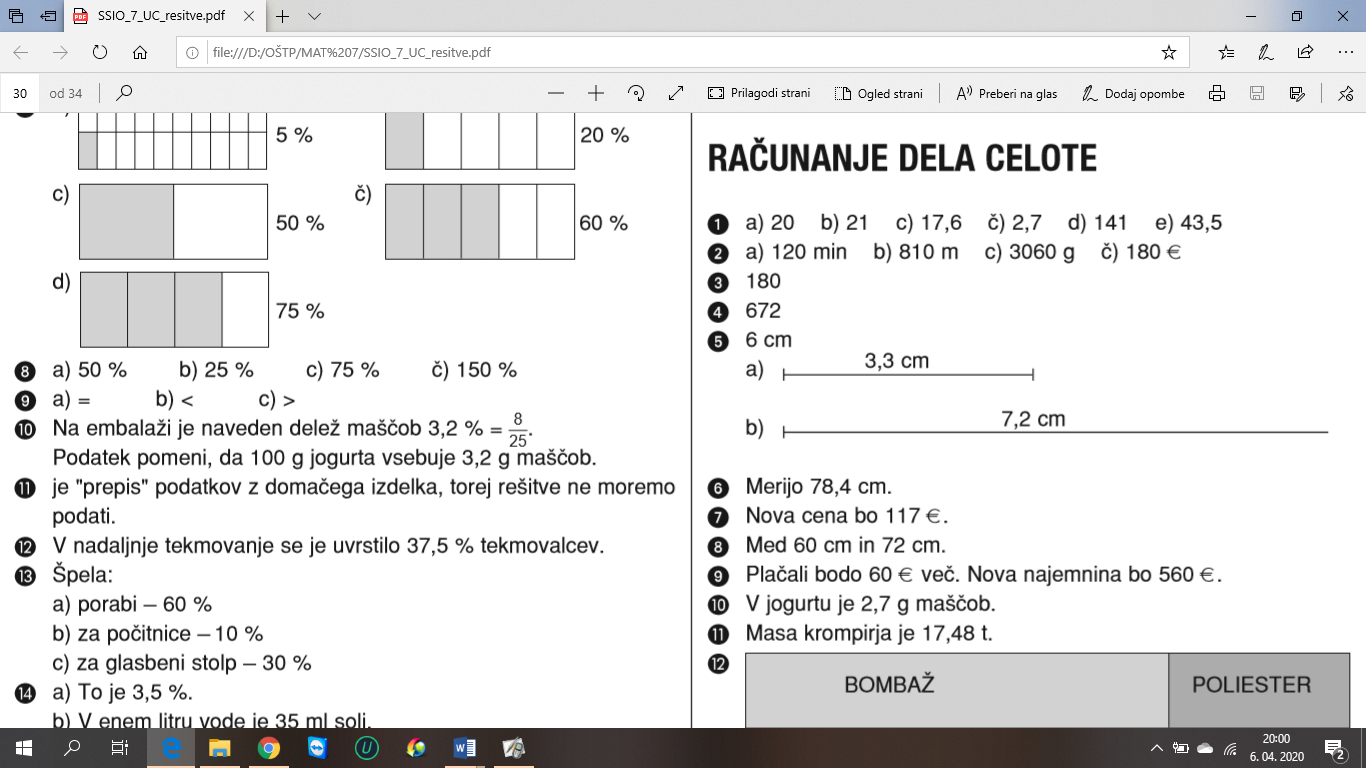 SSIO_7_UC_resitve.pdf
file:///D:/OŠTP/MAT%207/SSIO_7_UC_resitve.pdf
30 od 34 Prilagodi strani Ogled strani Preberi na glas Dodaj opombe
5 % 20 %
c) 50 % č) 60 %
d) 75 %
8 a) 50 % b) 25 % c) 75 % č) 150 %
9 a) = b) < c) >
10 Na embalaži je naveden delež maščob 3,2 % = 8/25.
Podatek pomeni, da 100 g jogurta vsebuje 3,2 g maščob.
11 je "prepis" podatkov z domačega izdelka, torej rešitve ne moremo
podati.
12 V nadaljnje tekmovanje se je uvrstilo 37,5 % tekmovalcev.
13 Špela:
a) porabi – 60 %
b) za počitnice – 10 %
c) za glasbeni stolp – 30 %
14 a) To je 3,5 %.
b) V enem litru vode je 35 ml soli.
RAČUNANJE DELA CELOTE
1 a) 20 b) 21 c) 17,6 č) 2,7 d) 141 e) 43,5
2 a) 120 min b) 810 m c) 3060 g č) 180 €
3 180
4 672
5 6 cm
a) 3,3 cm
b) 7,2 cm
6 Merijo 78,4 cm.
7 Nova cena bo 117 €.
8 Med 60 cm in 72 cm.
9 Plačali bodo 60 € več. Nova najemnina bo 560 €.
10 V jogurtu je 2,7 g maščob.
11 Masa krompirja je 17,48 t.
12 BOMBAŽ POLIESTER
20:00
6. 04. 2020
2